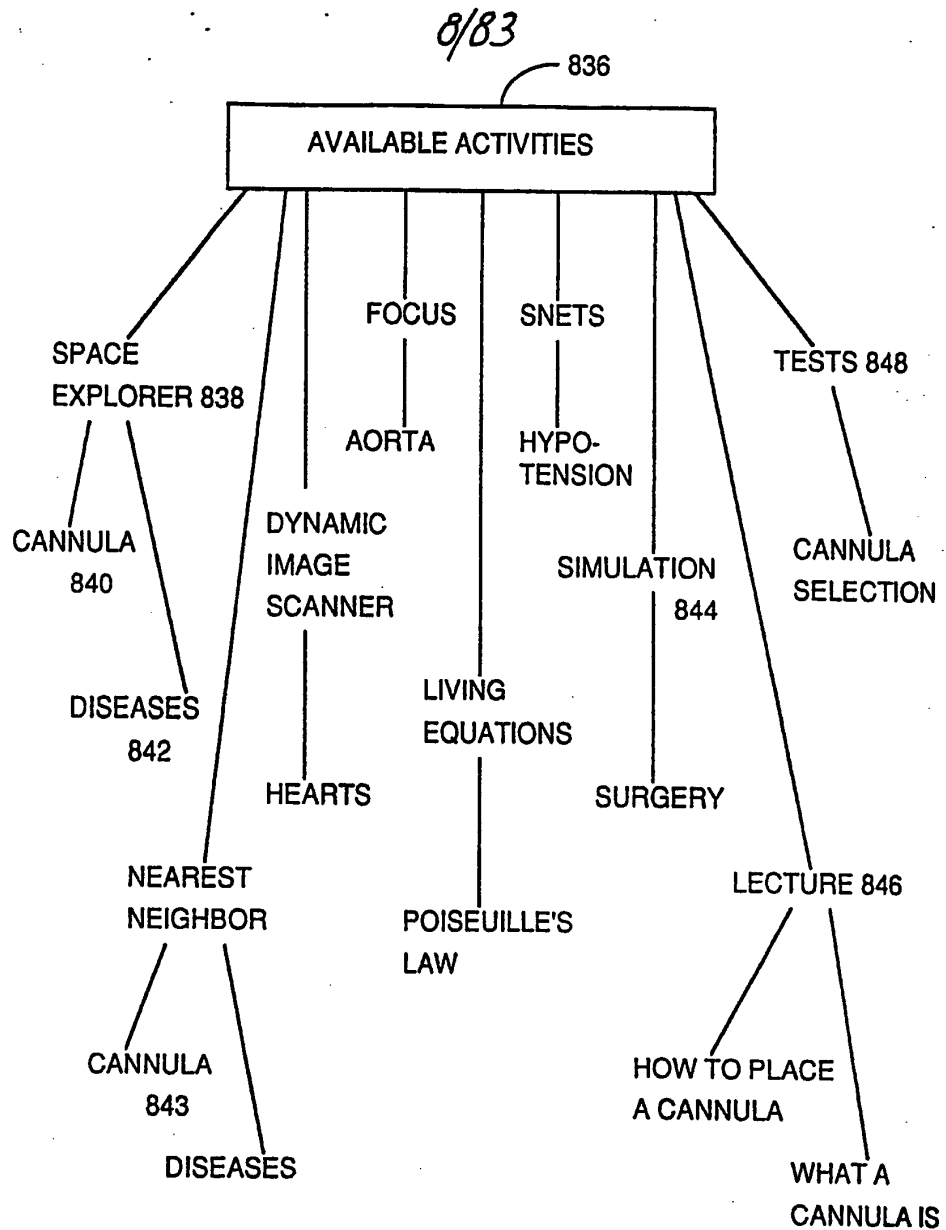 8/83
836
AVAILABLE ACTIVITIES
FOCUS
SNETS
SPACE
EXPLORER 838
TESTS 848
AORTA
HYPO-
TENSION
CANNULA
840
DYNAMIC
IMAGE
SCANNER
SIMULATION
844
CANNULA
SELECTION
DISEASES
842
LIVING
EQUATIONS
HEARTS
SURGERY
NEAREST
NEIGHBOR
LECTURE 846
POISEUILLE'S
LAW
CANNULA
843
HOW TO PLACE
A CANNULA
DISEASES
WHAT A
CANNULA IS